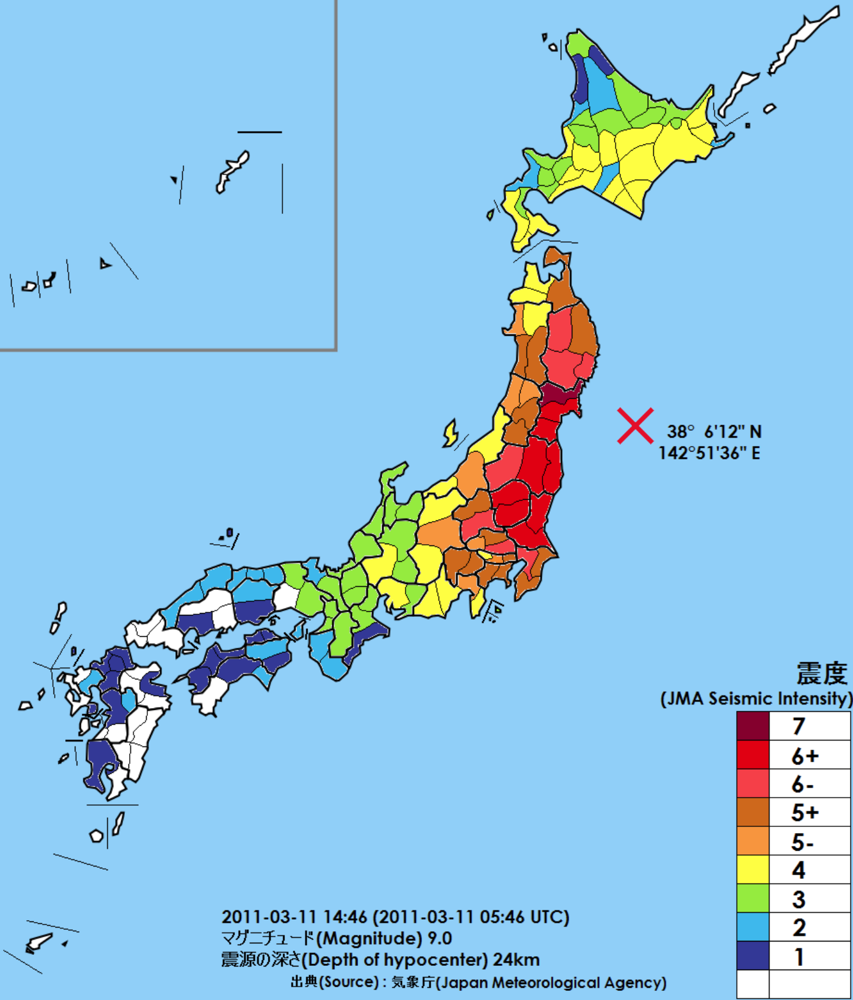 38° 6'12" N
142°51'36" E
震度
(JMA Seismic Intensity)
7
6+
6-
5+
5-
4
3
2
1
2011-03-11 14:46 (2011-03-11 05:46 UTC)
マグニチュード(Magnitude) 9.0
震源の深さ(Depth of hypocenter) 24km
出典(Source) : 気象庁(Japan Meteorological Agency)